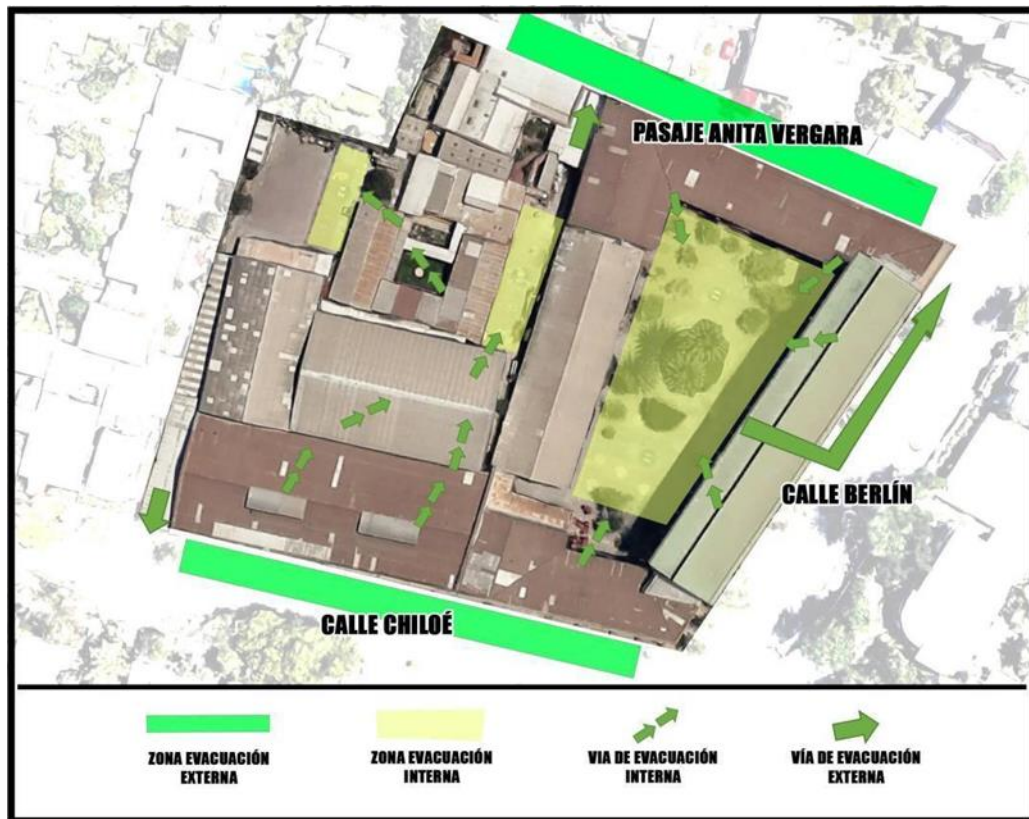 PASAJE ANITA VERGARA
CALLE BERLÍN
CALLE CHILOÉ
ZONA EVACUACIÓN
EXTERNA
ZONA EVACUACIÓN
INTERNA
VIA DE EVACUACIÓN
INTERNA
VÍA DE EVACUACIÓN
EXTERNA